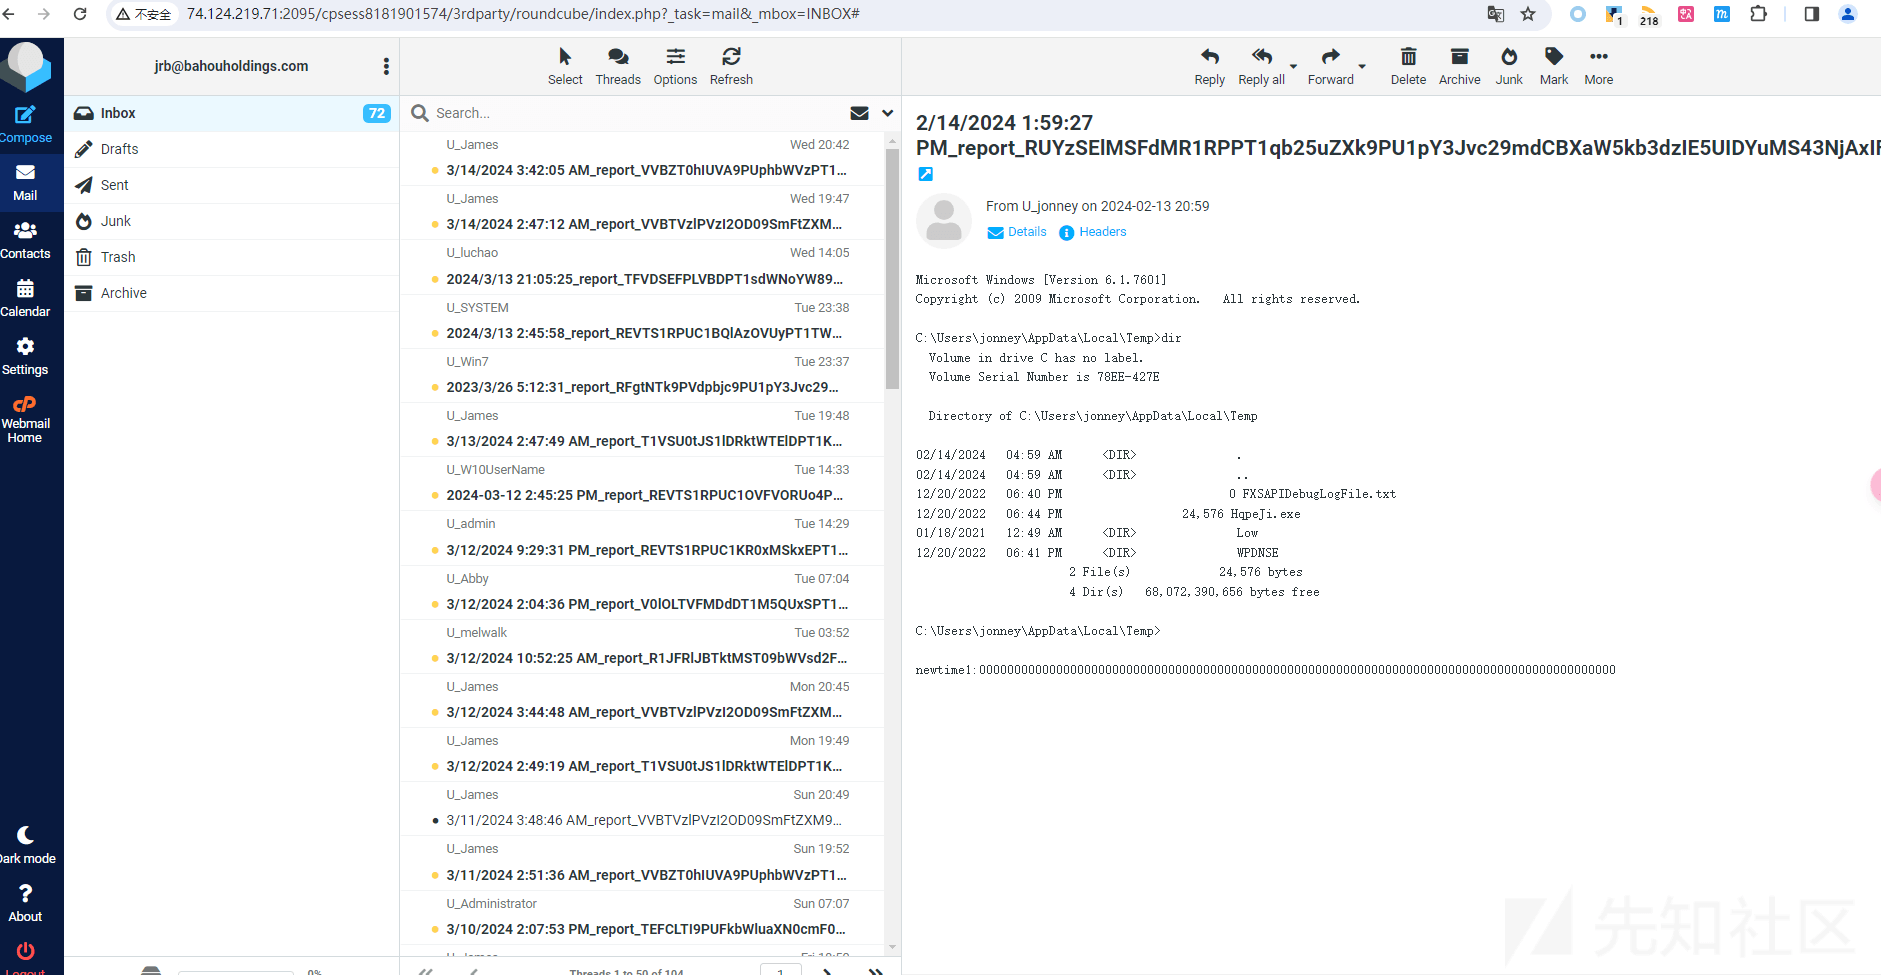 不安全
74.124.219.71:2095/cpsess8181901574/3rdparty/roundcube/index.php?_task=mail&_mbox=INBOX#
1
218
Compose
Mail
Contacts
Calendar
Settings
Webmail
Home
Dark mode
About
Logout
jrb@bahouholdings.com
Inbox
72
Drafts
Sent
Junk
Trash
Archive
Select
Threads
Options
Refresh
Search...
U_James Wed 20:42
3/14/2024 3:42:05 AM_report_VVBZT0hIUVA9PUphbWVzPT1...
U_James Wed 19:47
3/14/2024 2:47:12 AM_report_VVBTVzlPVzI2OD09SmFtZXM...
U_luchao Wed 14:05
2024/3/13 21:05:25_report_TFVDSEFPLVBDPT1sdWNoYW89...
U_SYSTEM Tue 23:38
2024/3/13 2:45:58_report_REVTS1RPUC1BQlAzOVUyPT1TW...
U_Win7 Tue 23:37
2023/3/26 5:12:31_report_RFgtNTk9PVdpbjc9PU1pY3Jvc29...
U_James Tue 19:48
3/13/2024 2:47:49 AM_report_T1VSU0tJS1lDRktWTElDPT1K...
U_W10UserName Tue 14:33
2024-03-12 2:45:25 PM_report_REVTS1RPUC1OVFVORUo4P...
U_admin Tue 14:29
3/12/2024 9:29:31 PM_report_REVTS1RPUC1KR0xMSkxEPT1...
U_Abby Tue 07:04
3/12/2024 2:04:36 PM_report_V0lOLTVFMDdDT1M5QUxSPT1...
U_melwalk Tue 03:52
3/12/2024 10:52:25 AM_report_R1JFRlJBTktMST09bWVsd2F...
U_James Mon 20:45
3/12/2024 3:44:48 AM_report_VVBTVzlPVzI2OD09SmFtZXM...
U_James Mon 19:49
3/12/2024 2:49:19 AM_report_T1VSU0tJS1lDRktWTElDPT1K...
U_James Sun 20:49
3/11/2024 3:48:46 AM_report_VVBTVzlPVzI2OD09SmFtZXM9...
U_James Sun 19:52
3/11/2024 2:51:36 AM_report_VVBZT0hIUVA9PUphbWVzPT1...
U_Administrator Sun 07:07
3/10/2024 2:07:53 PM_report_TEFCLTI9PUFkbWluaXN0cmF0...
0%
Threads 1 to 50 of 104
1
Reply
Reply all
Forward
Delete
Archive
Junk
Mark
More
2/14/2024 1:59:27
PM_report_RUYzSElMSFdMR1RPPT1qb25uZXk9PU1pY3Jvc29mdCBXaW5kb3dzIE5UIDYuMS43NjAxIF
From U_jonney on 2024-02-13 20:59
Details
Headers
Microsoft Windows [Version 6.1.7601]
Copyright (c) 2009 Microsoft Corporation. All rights reserved.
C:\Users\jonney\AppData\Local\Temp>dir
Volume in drive C has no label.
Volume Serial Number is 78EE-427E
Directory of C:\Users\jonney\AppData\Local\Temp
02/14/2024 04:59 AM <DIR> .
02/14/2024 04:59 AM <DIR> ..
12/20/2022 06:40 PM 0 FXSAPIDebugLogFile.txt
12/20/2022 06:44 PM 24,576 HqpeJi.exe
01/18/2021 12:49 AM <DIR> Low
12/20/2022 06:41 PM <DIR> WPDNSE
2 File(s) 24,576 bytes
4 Dir(s) 68,072,390,656 bytes free
C:\Users\jonney\AppData\Local\Temp>
newtime1:0000000000000000000000000000000000000000000000000000000000000000000000000000000000000000000
先知社区